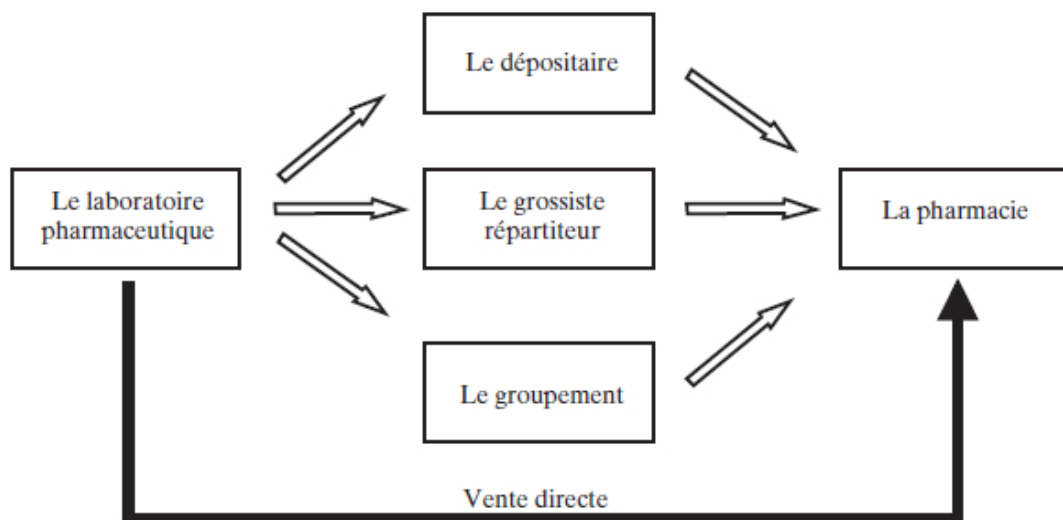 Le dépositaire
Le laboratoire
pharmaceutique
Le grossiste
répartiteur
La pharmacie
Le groupement
Vente directe